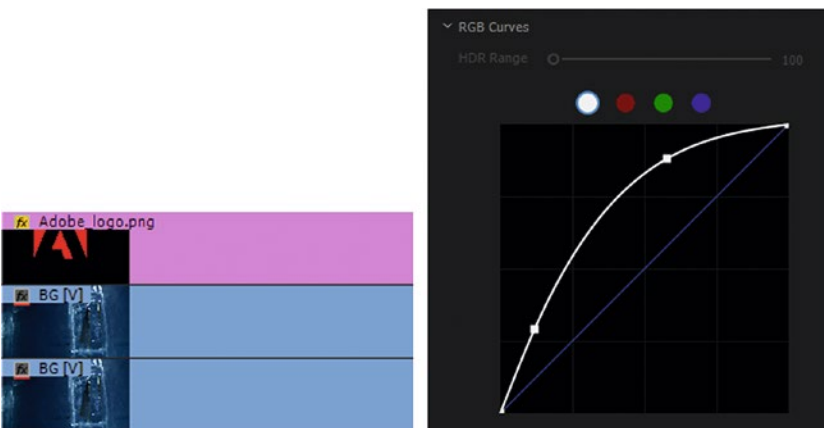 fx Adobe_logo.png
fx BG [V]
fx BG [V]
RGB Curves
HDR Range 100